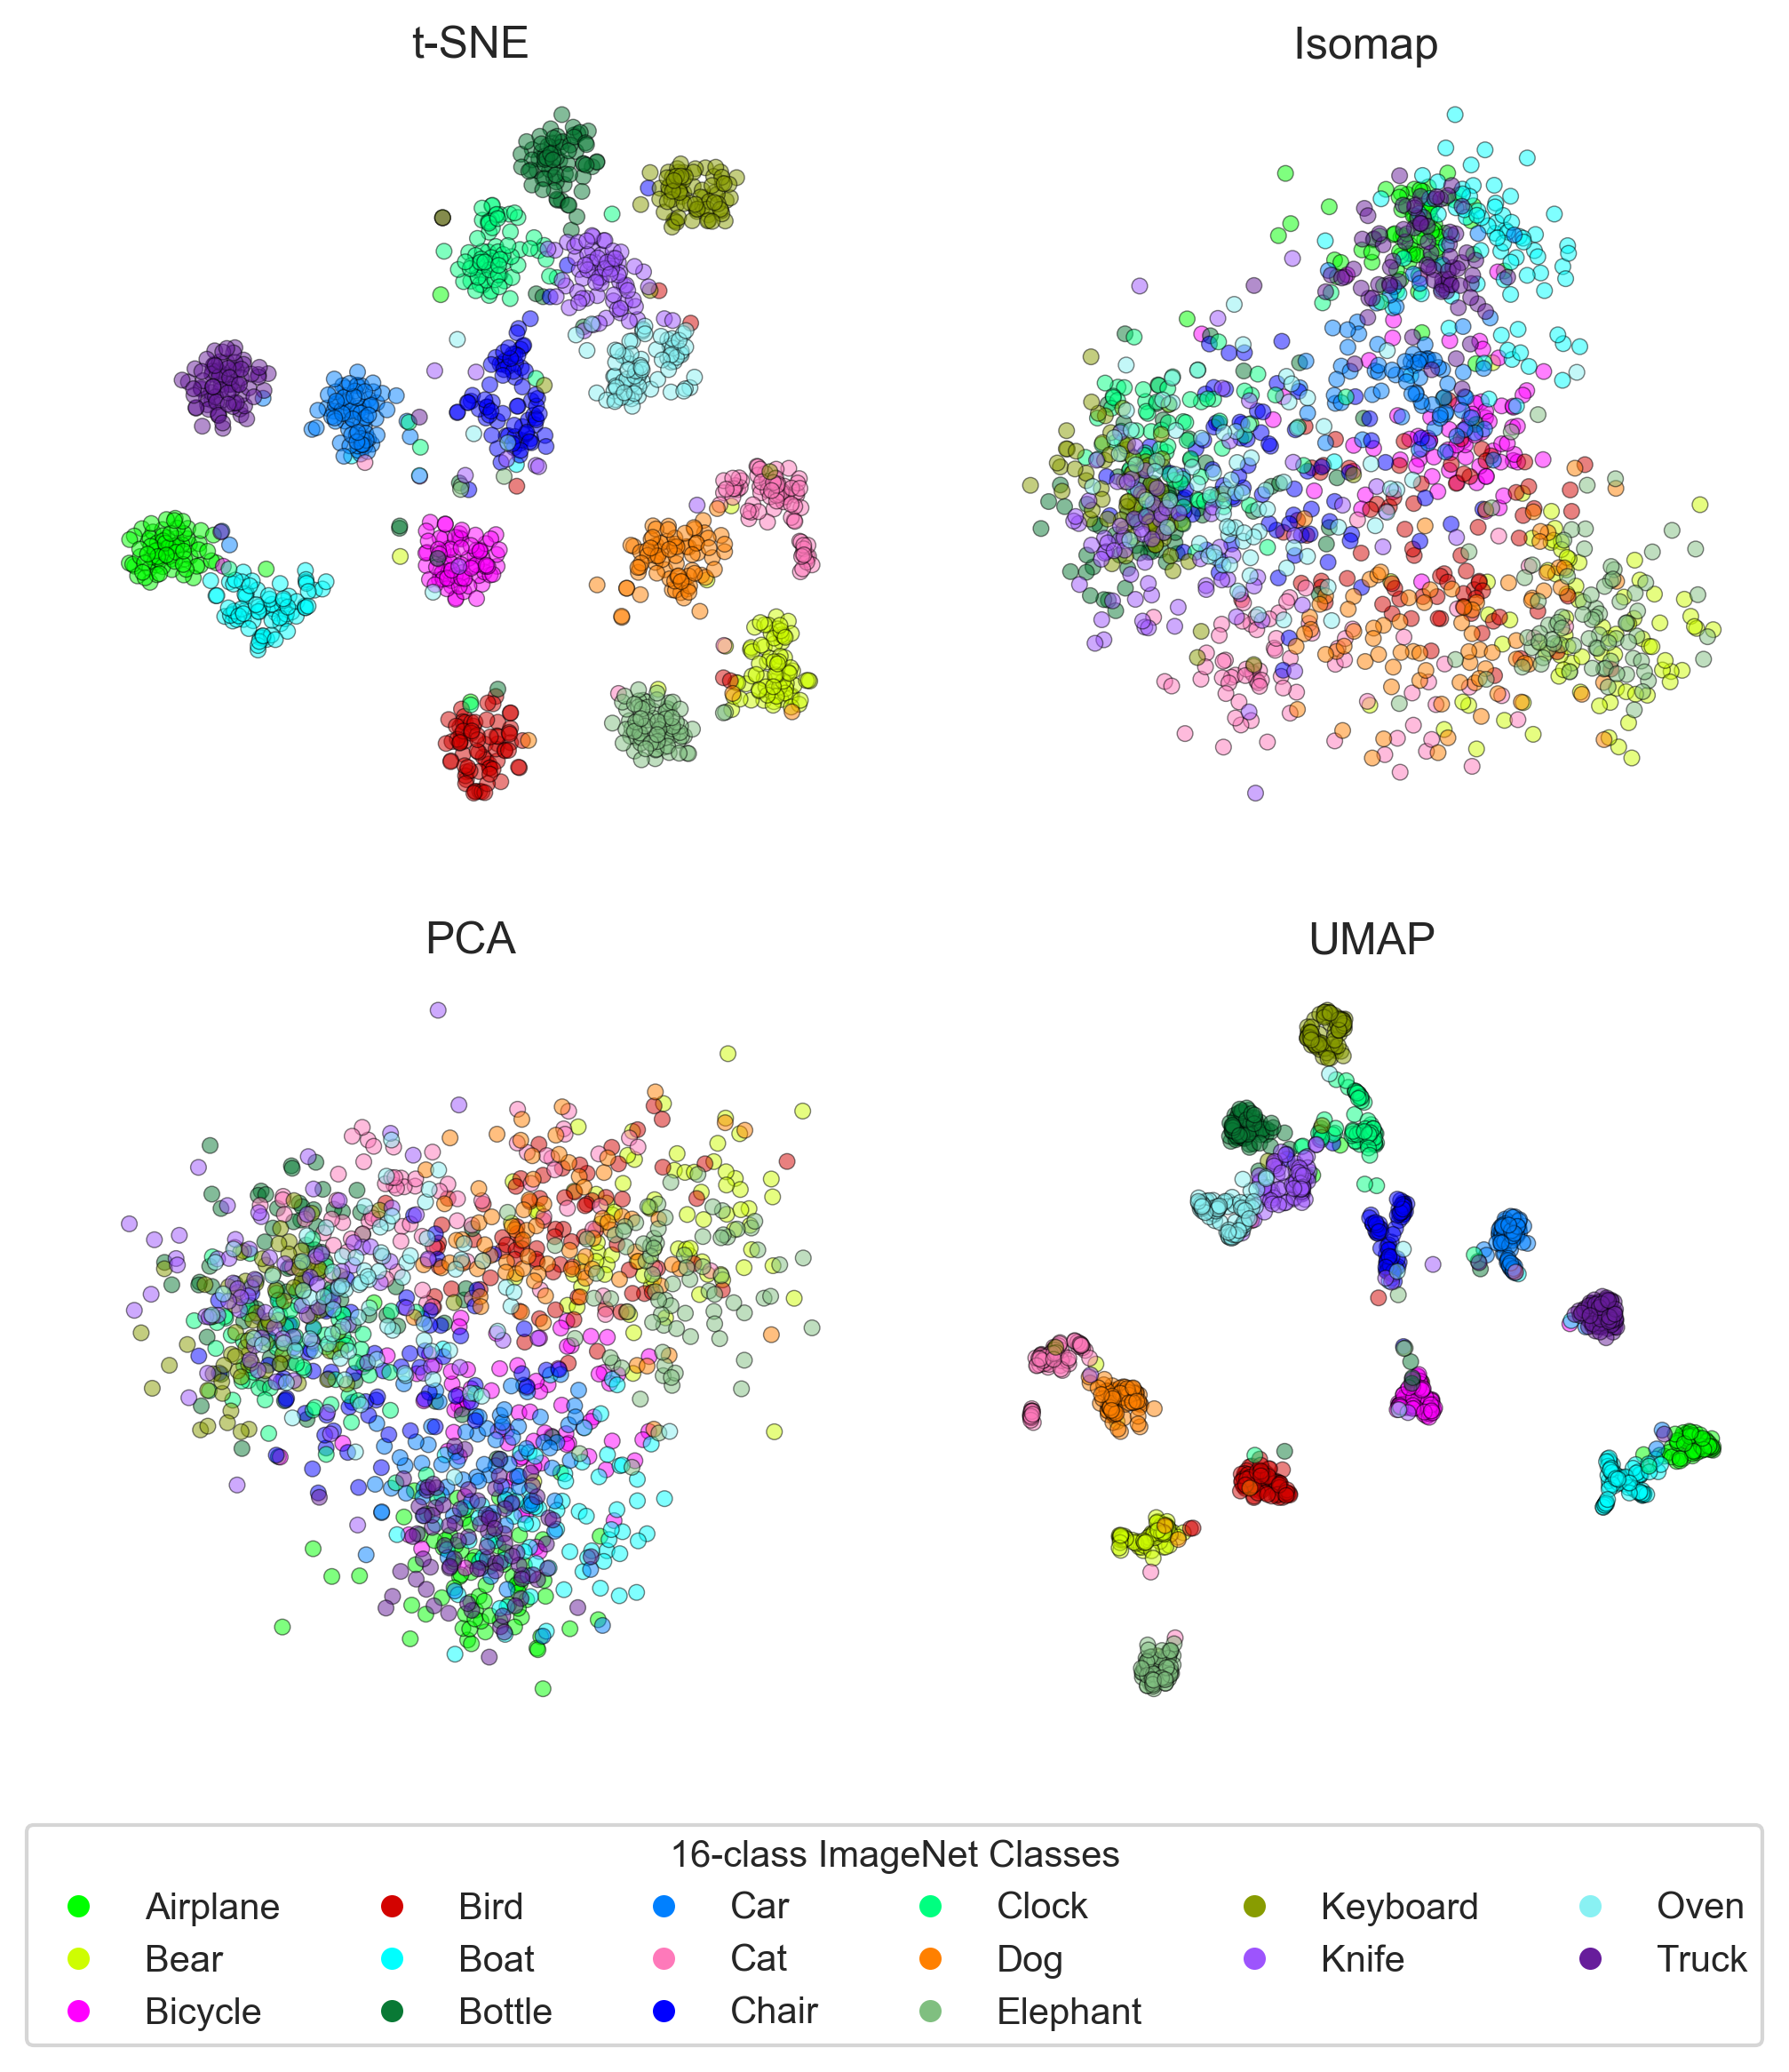 t-SNE
Isomap
PCA
UMAP
16-class ImageNet Classes
Airplane Bird Car Clock Keyboard Oven
Bear Boat Cat Dog Knife Truck
Bicycle Bottle Chair Elephant